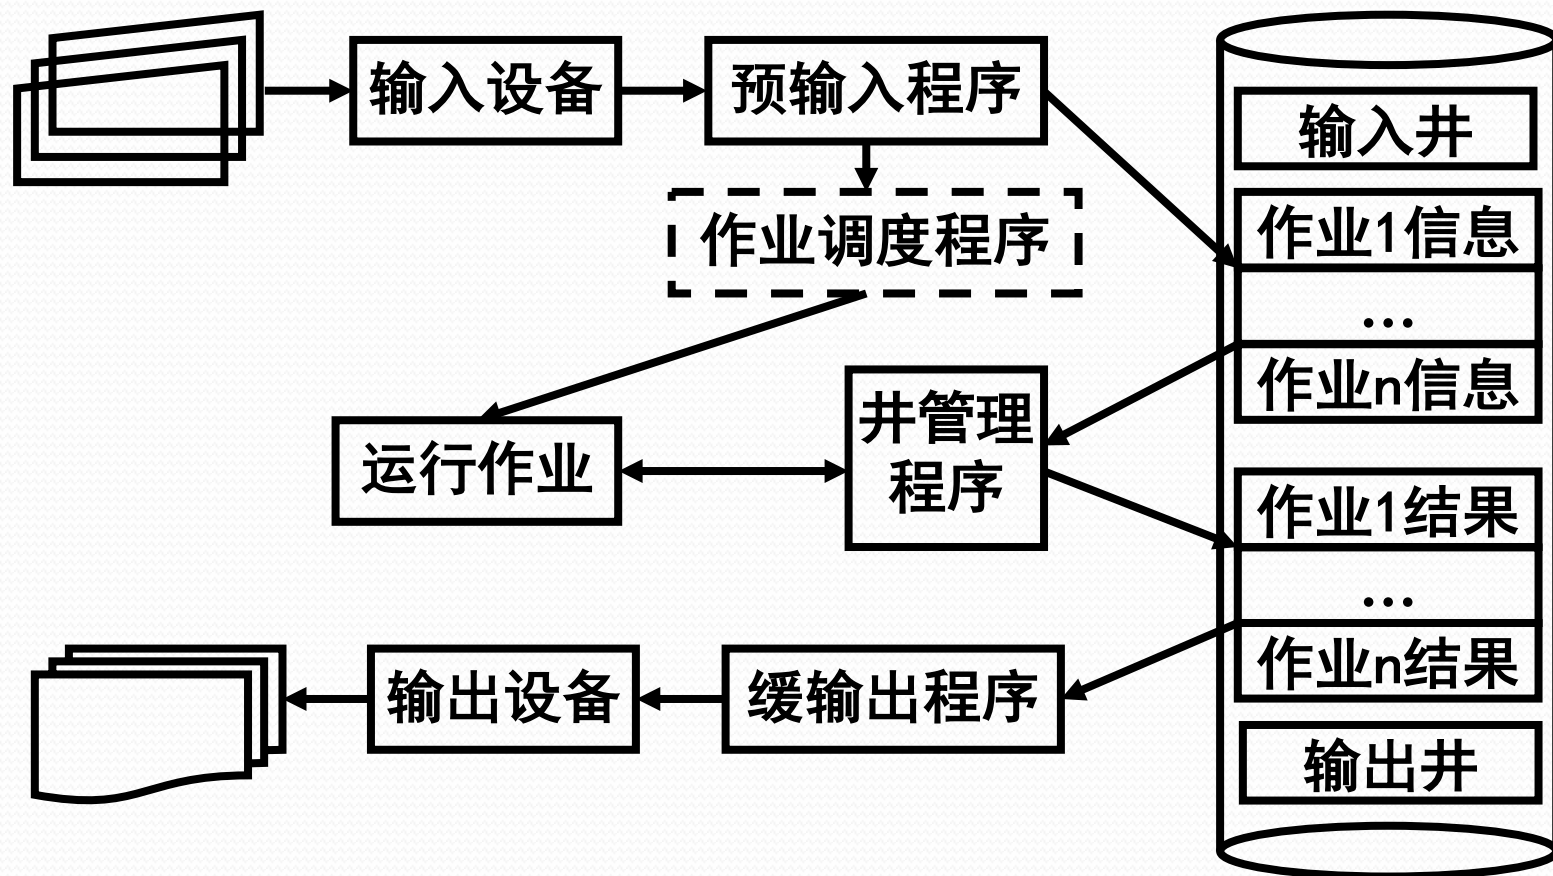 输入设备
预输入程序
输入井
作业调度程序
作业1信息
…
作业n信息
井管理
程序
运行作业
作业1结果
…
作业n结果
输出设备
缓输出程序
输出井